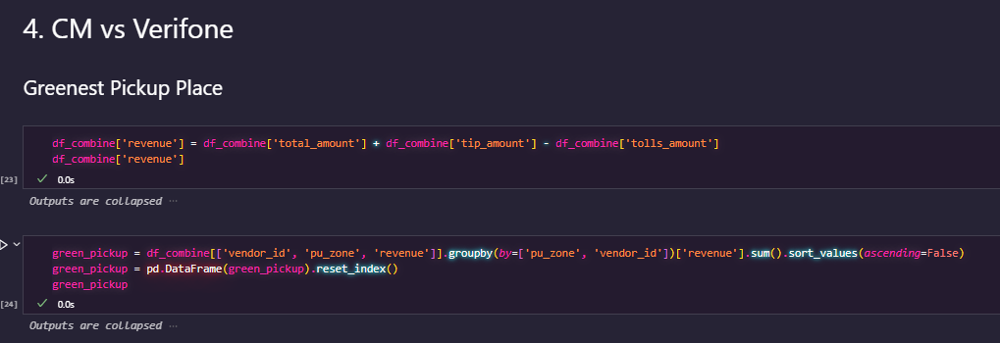 4. CM vs Verifone
Greenest Pickup Place
df_combine['revenue'] = df_combine['total_amount'] + df_combine['tip_amount'] - df_combine['tolls_amount']
df_combine['revenue']
[23]
0.0s
Outputs are collapsed ...
green_pickup = df_combine[['vendor_id', 'pu_zone', 'revenue']].groupby(by=['pu_zone', 'vendor_id'])['revenue'].sum().sort_values(ascending=False)
green_pickup = pd.DataFrame(green_pickup).reset_index()
green_pickup
[24]
0.0s
Outputs are collapsed ...